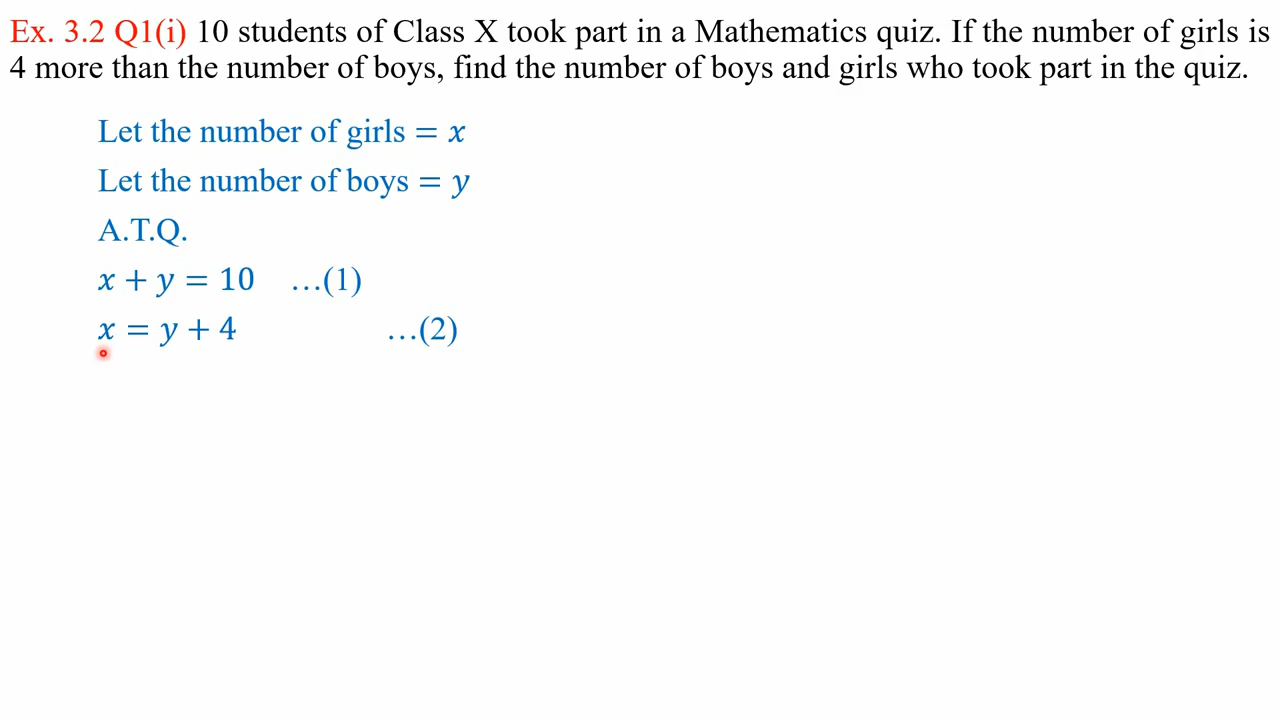 Ex. 3.2 Q1(i) 10 students of Class X took part in a Mathematics quiz. If the number of girls is
4 more than the number of boys, find the number of boys and girls who took part in the quiz.
Let the number of girls = x
Let the number of boys = y
A.T.Q.
x + y = 10 …(1)
x = y + 4 …(2)